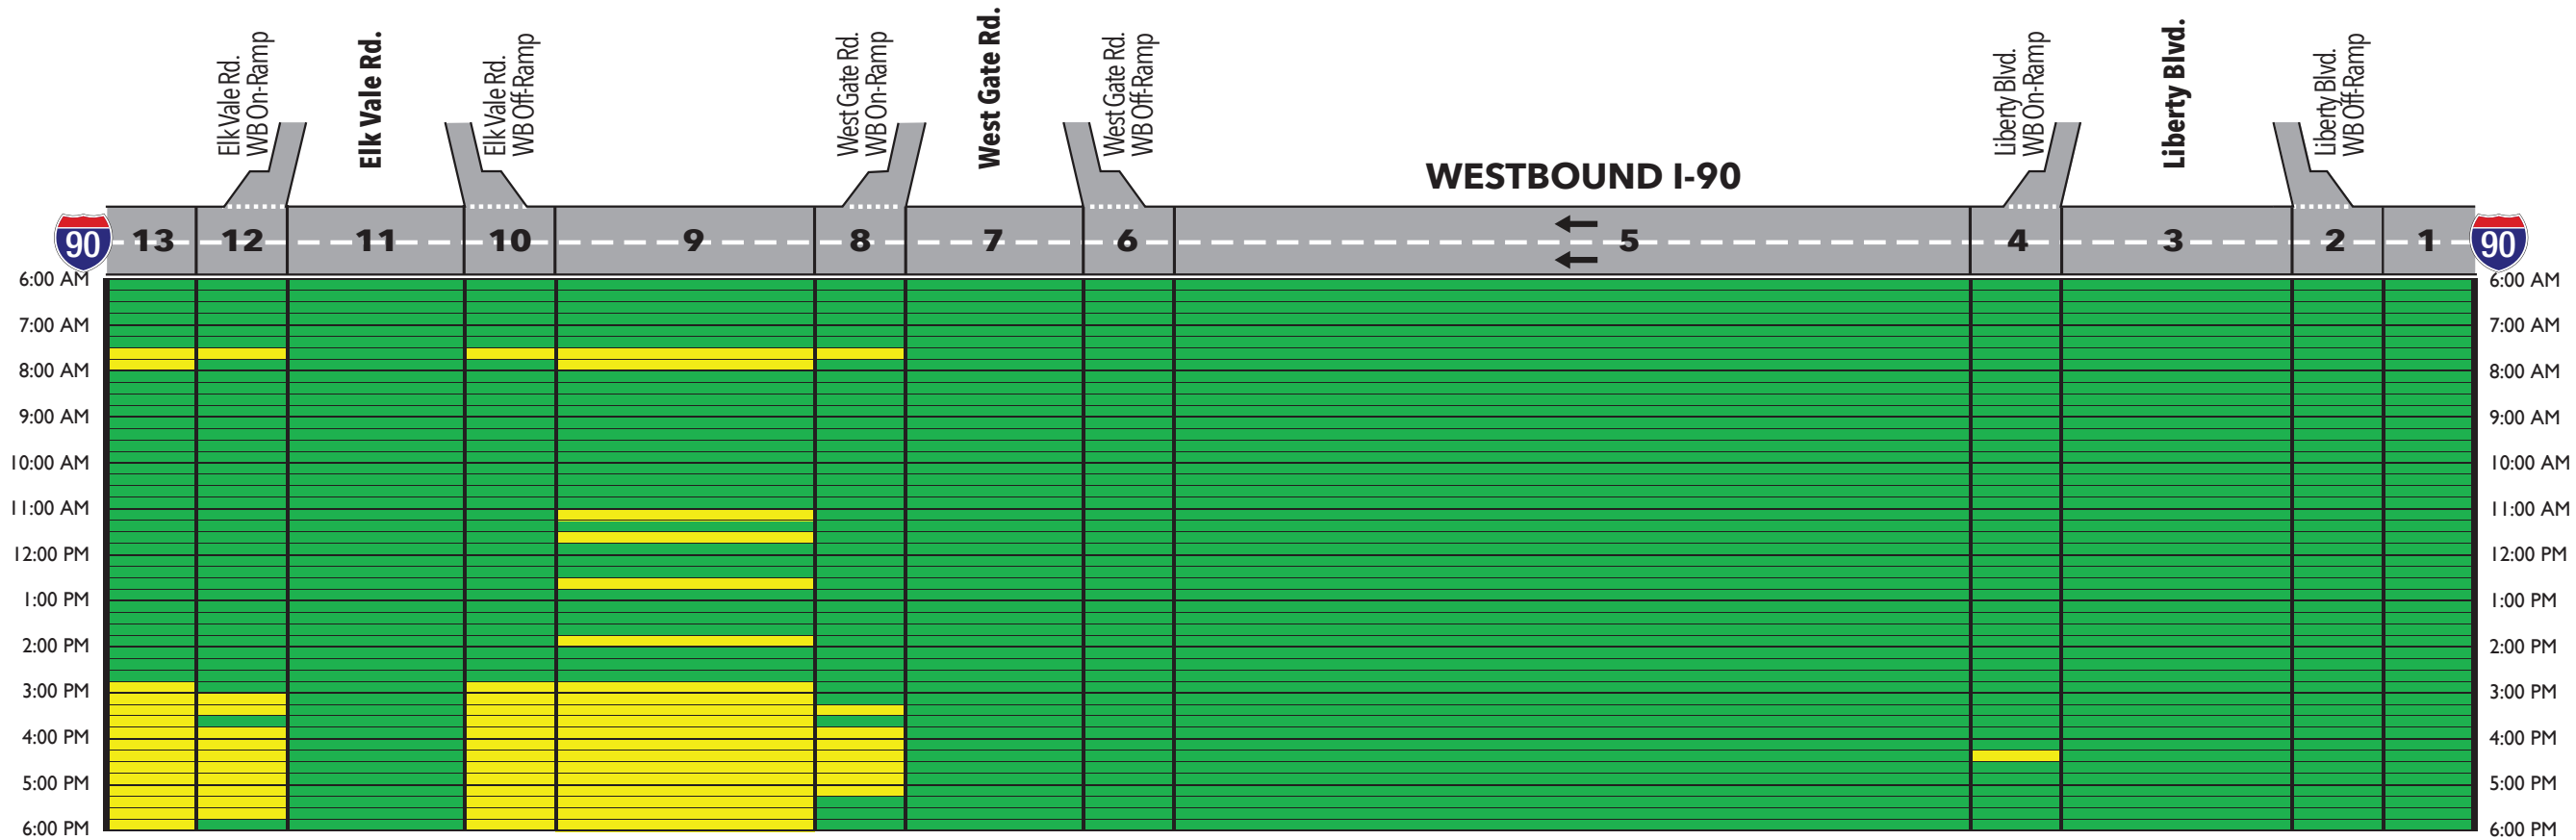 Elk Vale Rd.
WB On-Ramp
Elk Vale Rd.
Elk Vale Rd.
WB Off-Ramp
West Gate Rd.
WB On-Ramp
West Gate Rd.
West Gate Rd.
WB Off-Ramp
WESTBOUND I-90
Liberty Blvd.
WB On-Ramp
Liberty Blvd.
Liberty Blvd.
WB Off-Ramp
90 13 12 11 10 9 8 7 6 5 4 3 2 1 90
6:00 AM 6:00 AM
7:00 AM 7:00 AM
8:00 AM 8:00 AM
9:00 AM 9:00 AM
10:00 AM 10:00 AM
11:00 AM 11:00 AM
12:00 PM 12:00 PM
1:00 PM 1:00 PM
2:00 PM 2:00 PM
3:00 PM 3:00 PM
4:00 PM 4:00 PM
5:00 PM 5:00 PM
6:00 PM 6:00 PM